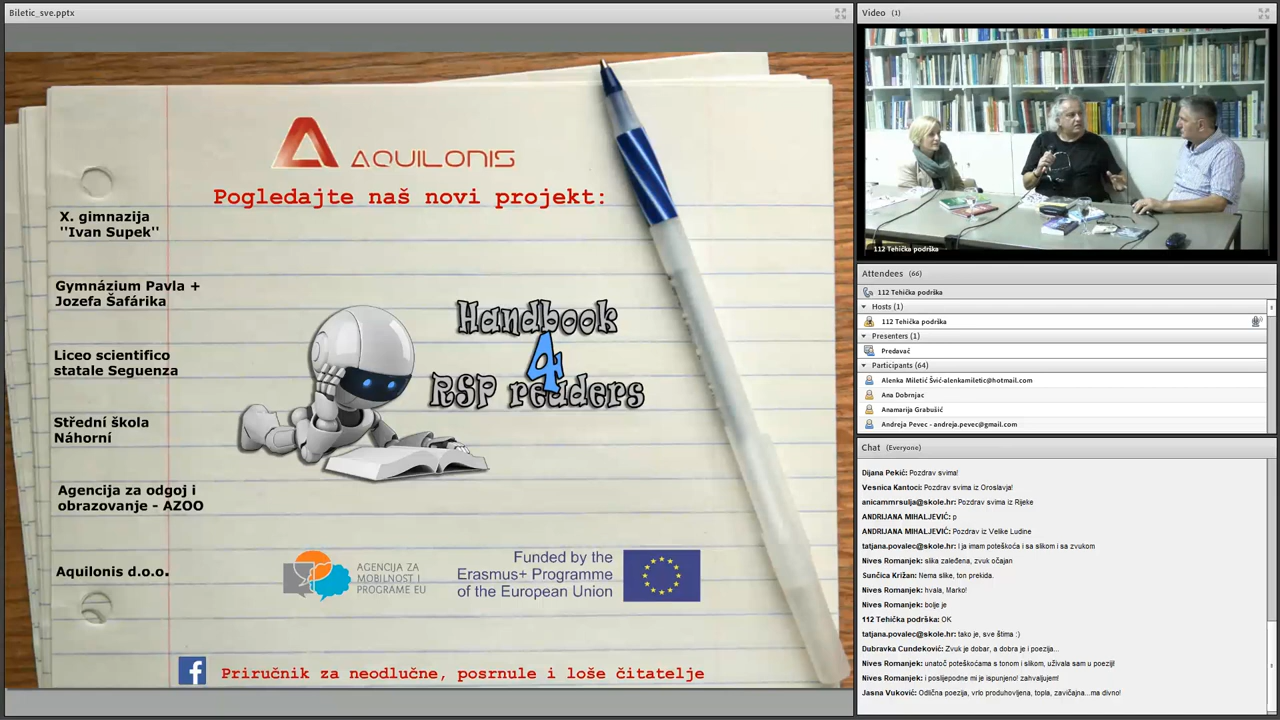 Biletic_sve.pptx
AQUILONIS
Pogledajte naš novi projekt:
X. gimnazija
''Ivan Supek''
Gymnázium Pavla +
Jozefa Šafárika
Liceo scientifico
statale Seguenza
Střední škola
Náhorní
Agencija za odgoj i
obrazovanje - AZOO
Aquilonis d.o.o.
Handbook
4
RSP readers
AGENCIJA ZA
MOBILNOST I
PROGRAME EU
Funded by the
Erasmus+ Programme
of the European Union
Priručnik za neodlučne, posrnule i loše čitatelje
Video (1)
112 Tehička podrška
Attendees (66)
112 Tehička podrška
Hosts (1)
112 Tehička podrška
Presenters (1)
Predavač
Participants (64)
Alenka Miletić Švić-alenkamiletic@hotmail.com
Ana Dobrnjac
Anamarija Grabušić
Andreja Pevec - andreja.pevec@gmail.com
Chat (Everyone)
Dijana Pekić: Pozdrav svima!
Vesnica Kantoci: Pozdrav svima iz Oroslavja!
anicammrsulja@skole.hr: Pozdrav svima iz Rijeke
ANDRIJANA MIHALJEVIĆ: p
ANDRIJANA MIHALJEVIĆ: Pozdrav iz Velike Ludine
tatjana.povalec@skole.hr: I ja imam poteškoća i sa slikom i sa zvukom
Nives Romanjek: slika zaleđena, zvuk očajan
Sunčica Križan: Nema slike, ton prekida.
Nives Romanjek: hvala, Marko!
Nives Romanjek: bolje je
112 Tehička podrška: OK
tatjana.povalec@skole.hr: tako je, sve štima :)
Dubravka Cundeković: Zvuk je dobar, a dobra je i poezija...
Nives Romanjek: unatoč poteškoćama s tonom i slikom, uživala sam u poeziji!
Nives Romanjek: i poslijepodne mi je ispunjeno! zahvaljujem!
Jasna Vuković: Odlična poezija, vrlo produhovljena, topla, zavičajna...ma divno!